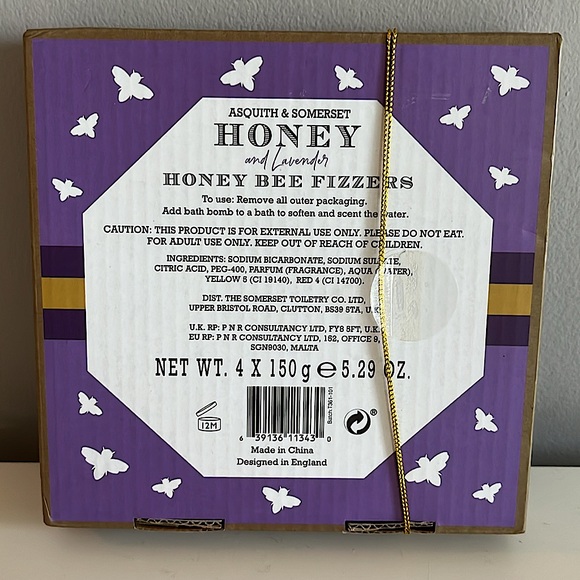 ASQUITH & SOMERSET
HONEY
and Lavender
HONEY BEE FIZZERS
To use: Remove all outer packaging.
Add bath bomb to a bath to soften and scent the water.
CAUTION: THIS PRODUCT IS FOR EXTERNAL USE ONLY. PLEASE DO NOT EAT.
FOR ADULT USE ONLY. KEEP OUT OF REACH OF CHILDREN.
INGREDIENTS: SODIUM BICARBONATE, SODIUM
CITRIC ACID, PEG-400, PARFUM (FRAGRANCE), AQUA (WATER),
YELLOW 5 (CI 19140), RED 4 (CI 14700).
DIST. THE SOMERSET TOILETRY CO. LTD,
UPPER BRISTOL ROAD, CLUTTON, BS39 5TA,
U.K. RP: P N R CONSULTANCY LTD, FY8 5FT, U.K.
EU RP: P N R CONSULTANCY LTD, 152, OFFICE 9,
SGN9030, MALTA
NET WT. 4 X 150g ℮ 5.29 OZ.
12M
6 39136 11343 0
Batch T361-101
Made in China
Designed in England